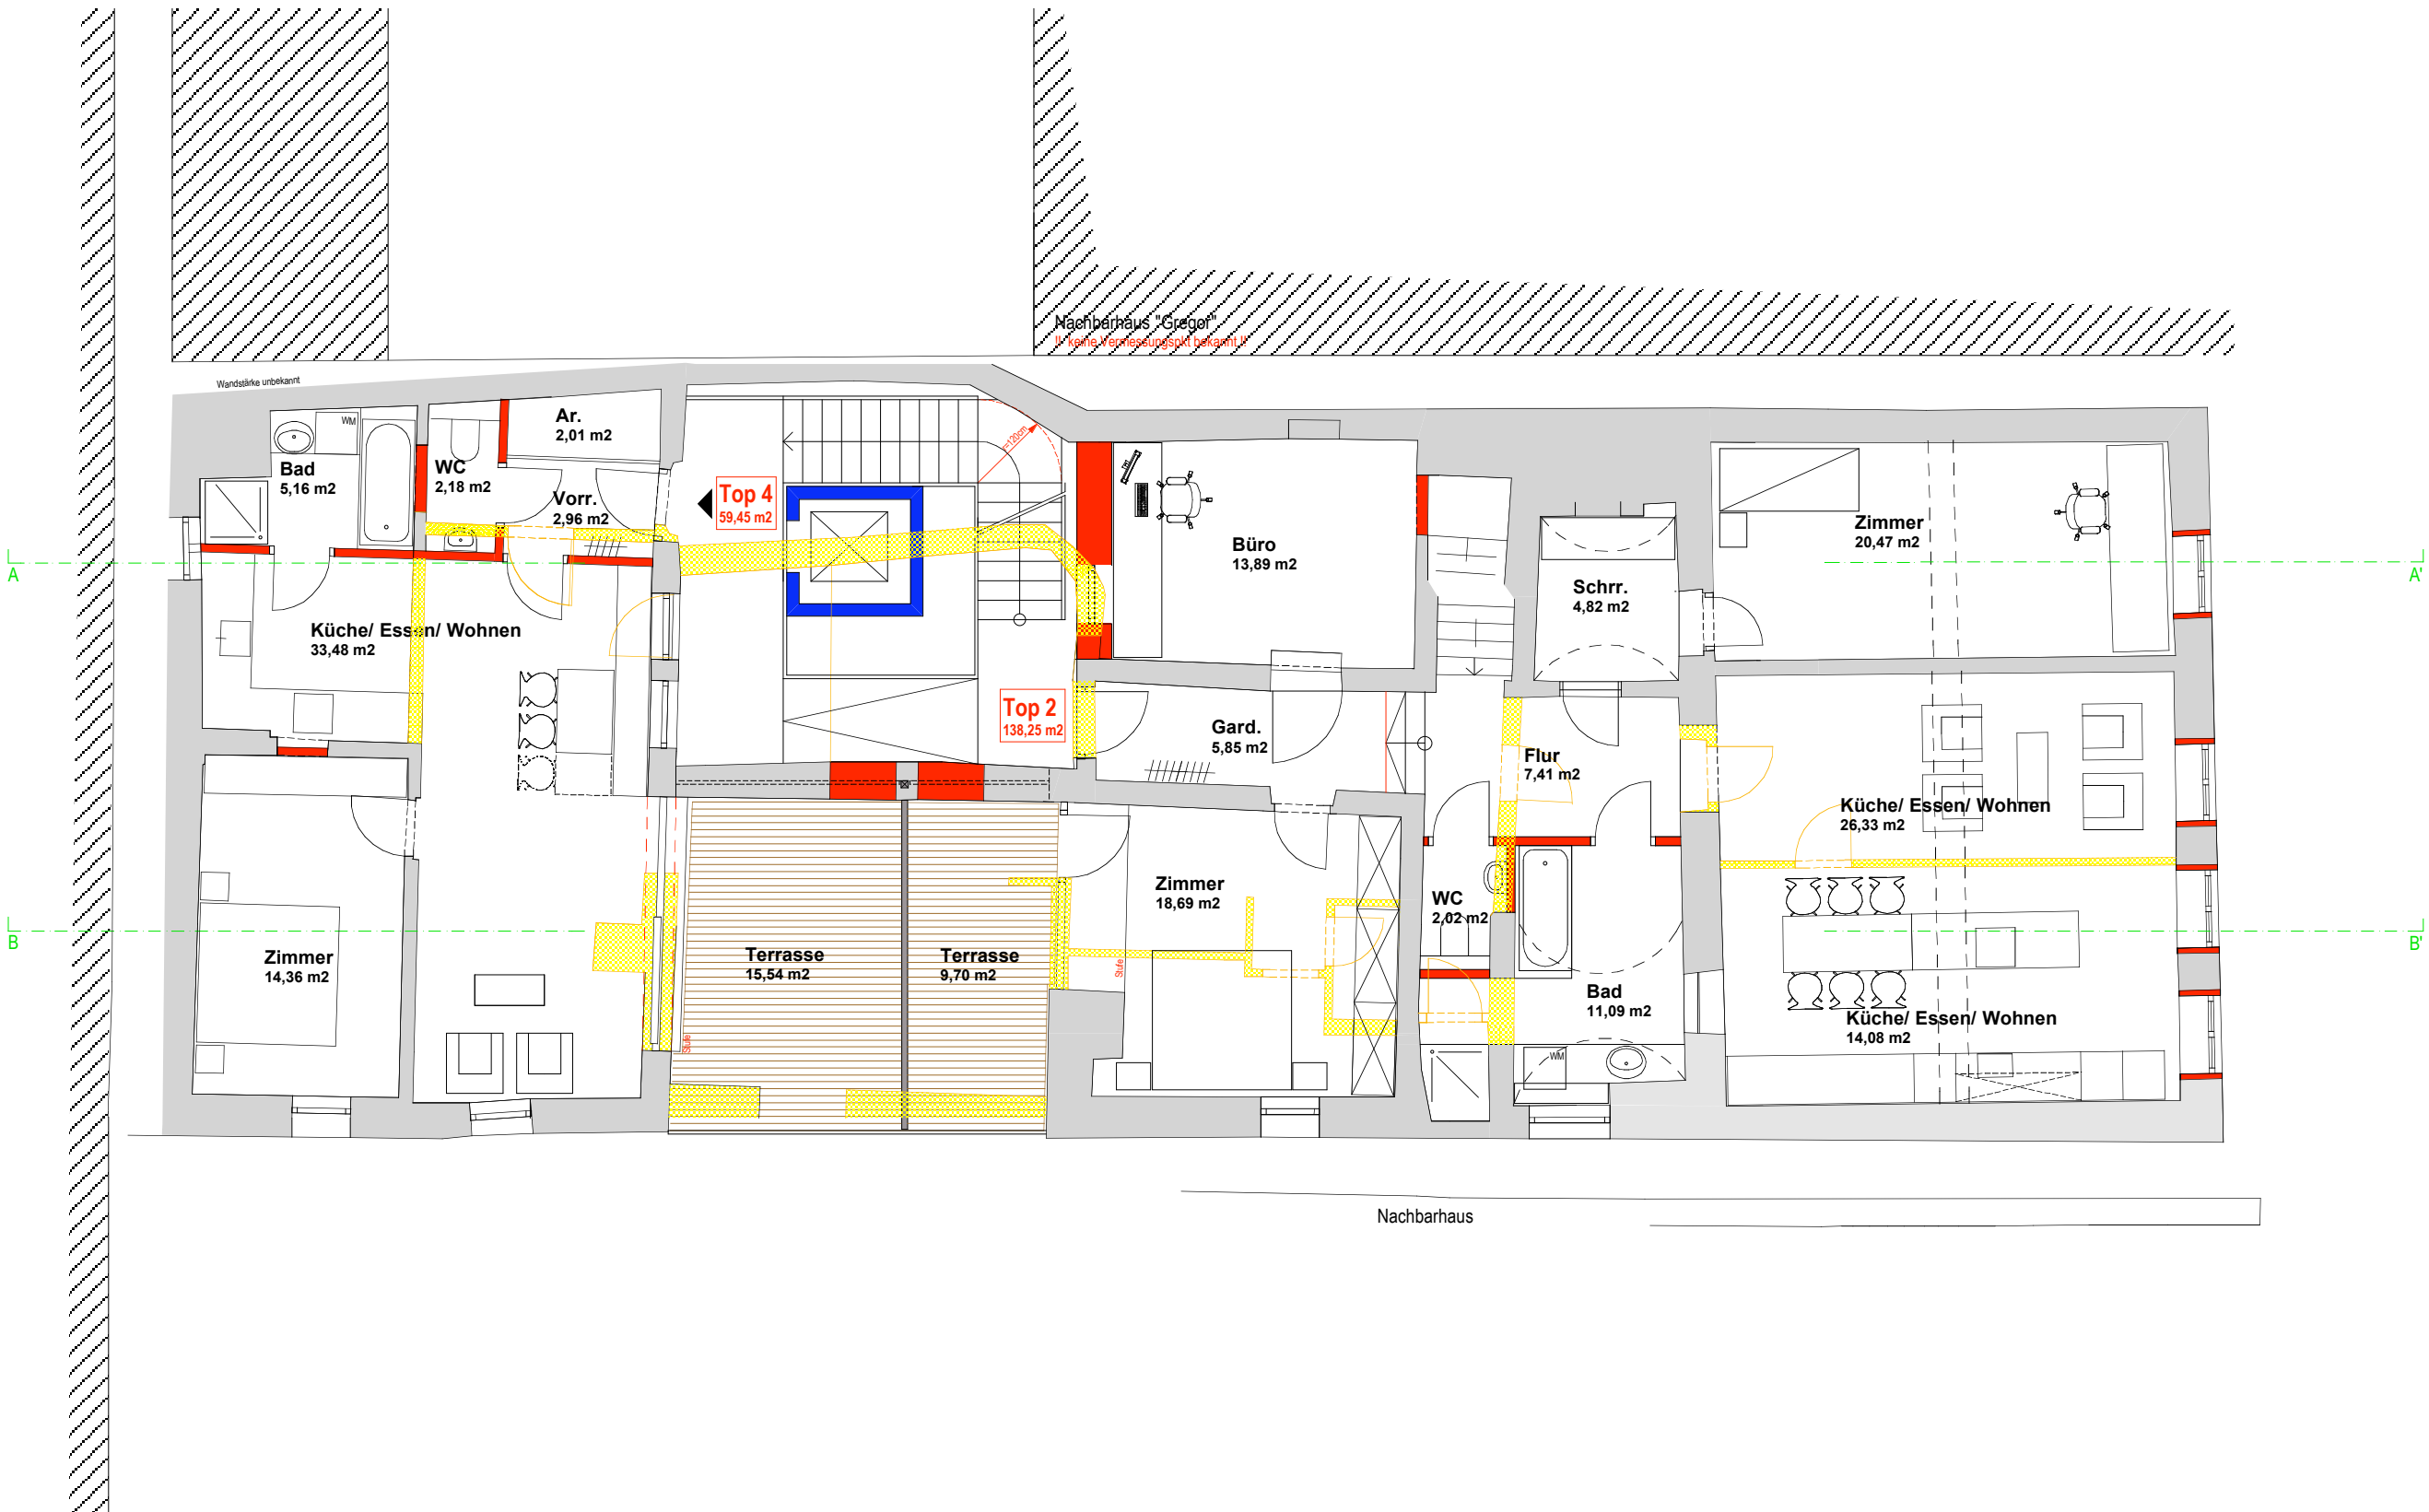 Nachbarhaus "Gregor"
!! keine Vermessungspkt bekannt !!
Wandstärke unbekannt
WM
Bad
5,16 m2
WC
2,18 m2
Ar.
2,01 m2
Vorr.
2,96 m2
Top 4
59,45 m2
r=120cm
Büro
13,89 m2
Schrr.
4,82 m2
Zimmer
20,47 m2
A
A'
Küche/ Essen/ Wohnen
33,48 m2
Top 2
138,25 m2
Gard.
5,85 m2
Flur
7,41 m2
Küche/ Essen/ Wohnen
26,33 m2
Zimmer
18,69 m2
WC
2,02 m2
B
B'
Zimmer
14,36 m2
Terrasse
15,54 m2
Terrasse
9,70 m2
Stufe
Stufe
Bad
11,09 m2
WM
Küche/ Essen/ Wohnen
14,08 m2
Nachbarhaus